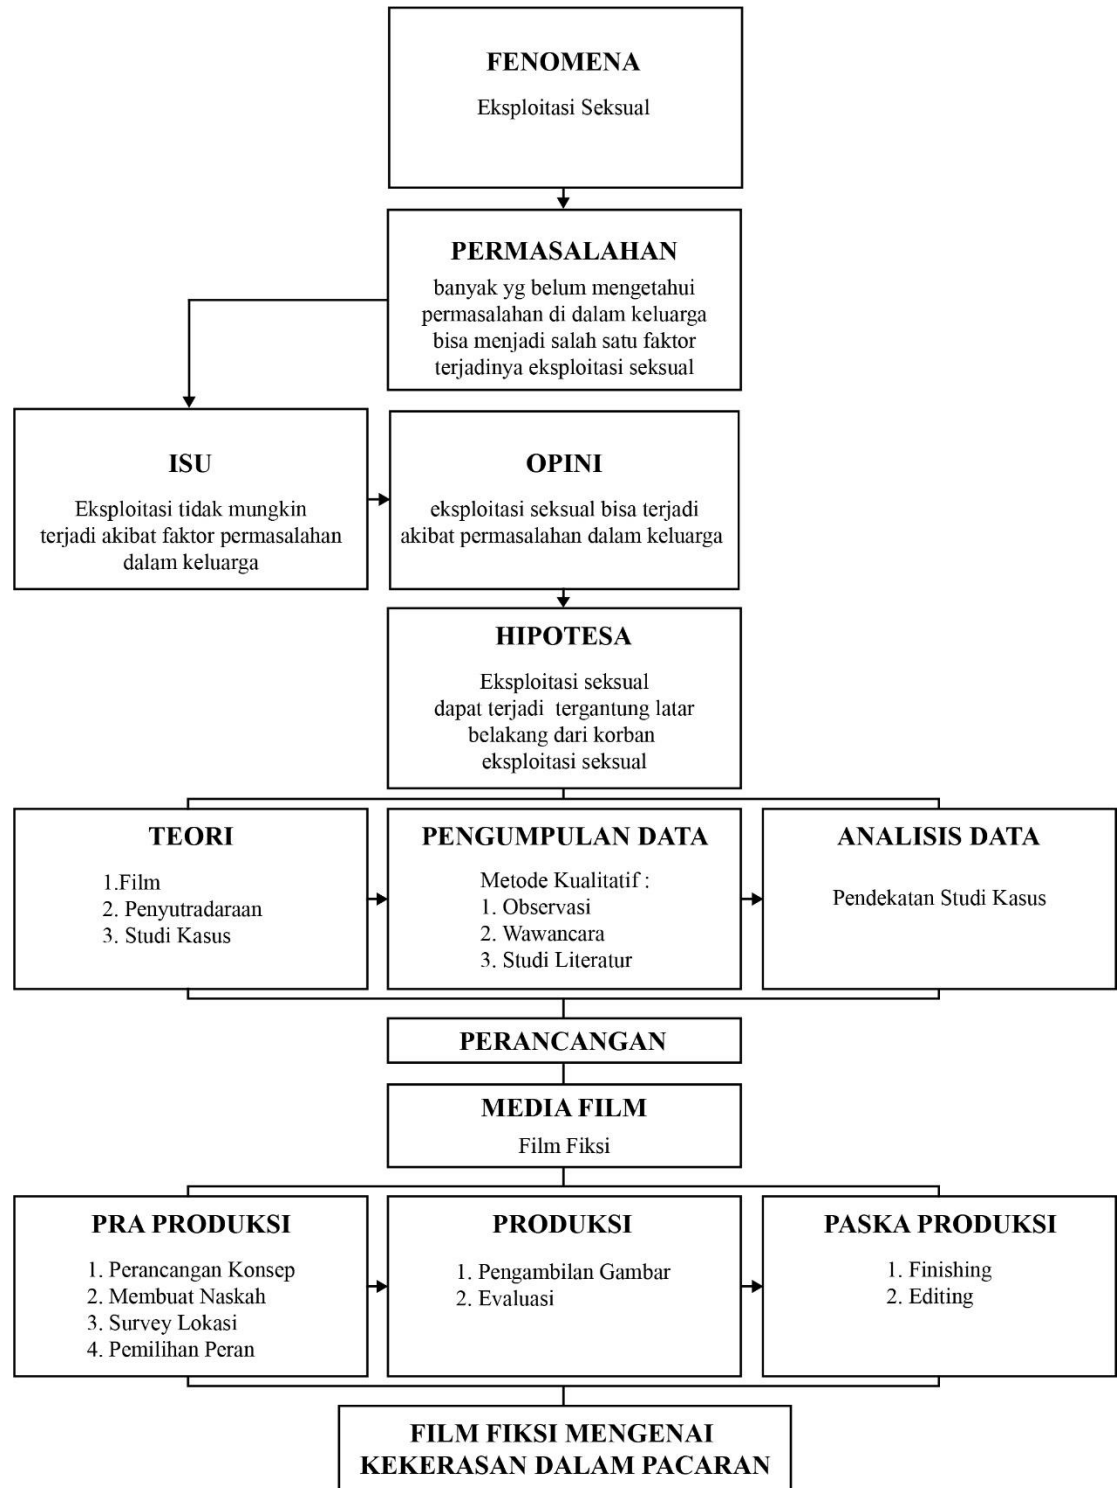 FENOMENA
Eksploitasi Seksual
PERMASALAHAN
banyak yg belum mengetahui
permasalahan di dalam keluarga
bisa menjadi salah satu faktor
terjadinya eksploitasi seksual
ISU
Eksploitasi tidak mungkin
terjadi akibat faktor permasalahan
dalam keluarga
OPINI
eksploitasi seksual bisa terjadi
akibat permasalahan dalam keluarga
HIPOTESA
Eksploitasi seksual
dapat terjadi  tergantung latar
belakang dari korban
eksploitasi seksual
TEORI
1.Film
2. Penyutradaraan
3. Studi Kasus
PENGUMPULAN DATA
Metode Kualitatif :
1. Observasi
2. Wawancara
3. Studi Literatur
ANALISIS DATA
Pendekatan Studi Kasus
PERANCANGAN
MEDIA FILM
Film Fiksi
PRA PRODUKSI
1. Perancangan Konsep
2. Membuat Naskah
3. Survey Lokasi
4. Pemilihan Peran
PRODUKSI
1. Pengambilan Gambar
2. Evaluasi
PASKA PRODUKSI
1. Finishing
2. Editing
FILM FIKSI MENGENAI
KEKERASAN DALAM PACARAN